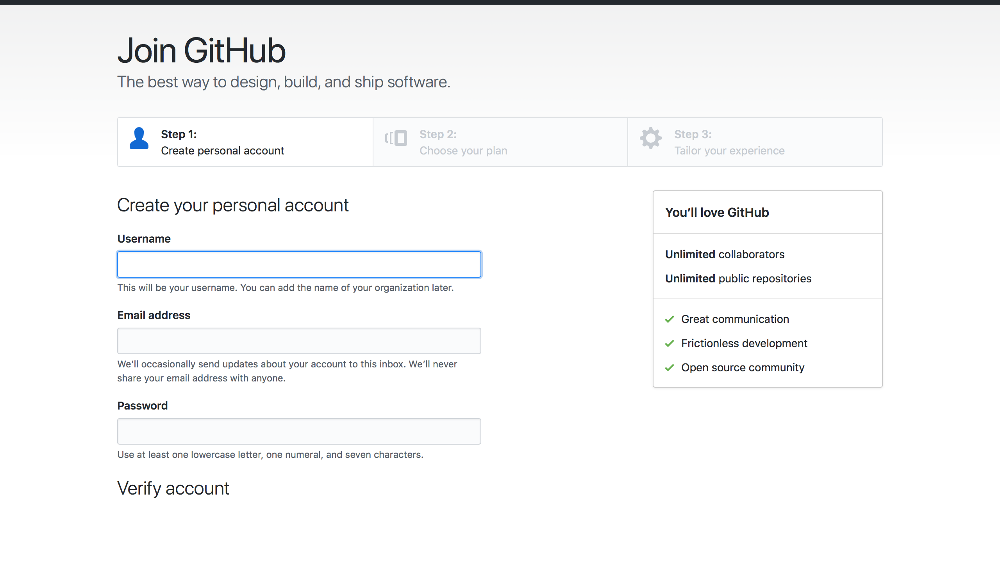 Join GitHub
The best way to design, build, and ship software.
Step 1:
Create personal account
Step 2:
Choose your plan
Step 3:
Tailor your experience
Create your personal account
Username
This will be your username. You can add the name of your organization later.
Email address
We’ll occasionally send updates about your account to this inbox. We’ll never
share your email address with anyone.
Password
Use at least one lowercase letter, one numeral, and seven characters.
Verify account
You’ll love GitHub
Unlimited collaborators
Unlimited public repositories
Great communication
Frictionless development
Open source community